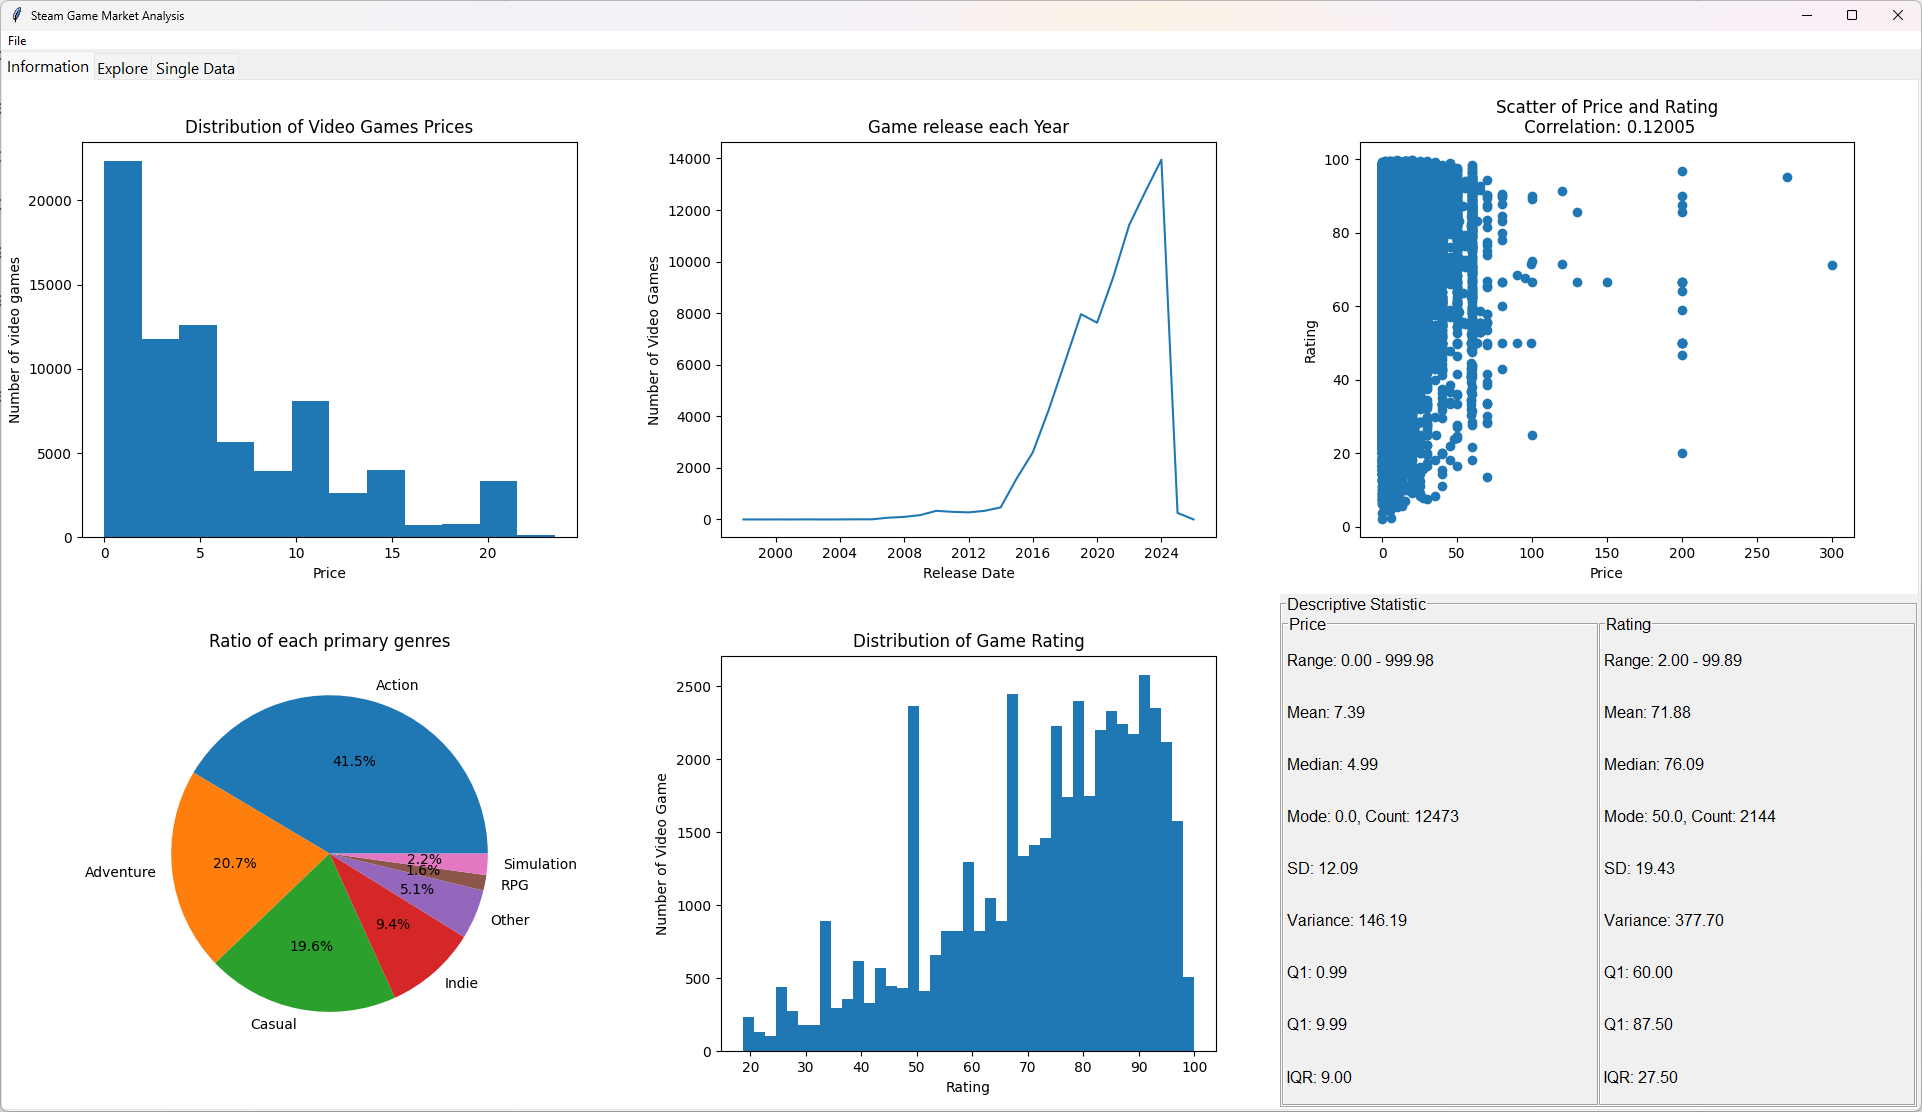 Steam Game Market Analysis
File
Information Explore Single Data
Distribution of Video Games Prices
Number of video games
20000
15000
10000
5000
0
0 5 10 15 20
Price
Game release each Year
Number of Video Games
14000
12000
10000
8000
6000
4000
2000
0
2000 2004 2008 2012 2016 2020 2024
Release Date
Scatter of Price and Rating
Correlation: 0.12005
Rating
100
80
60
40
20
0
0 50 100 150 200 250 300
Price
Ratio of each primary genres
Action
41.5%
Adventure
20.7%
Casual
19.6%
Indie
9.4%
Other
5.1%
RPG
1.6%
Simulation
2.2%
Distribution of Game Rating
Number of Video Game
2500
2000
1500
1000
500
0
20 30 40 50 60 70 80 90 100
Rating
Descriptive Statistic
Price
Range: 0.00 - 999.98
Mean: 7.39
Median: 4.99
Mode: 0.0, Count: 12473
SD: 12.09
Variance: 146.19
Q1: 0.99
Q1: 9.99
IQR: 9.00
Rating
Range: 2.00 - 99.89
Mean: 71.88
Median: 76.09
Mode: 50.0, Count: 2144
SD: 19.43
Variance: 377.70
Q1: 60.00
Q1: 87.50
IQR: 27.50